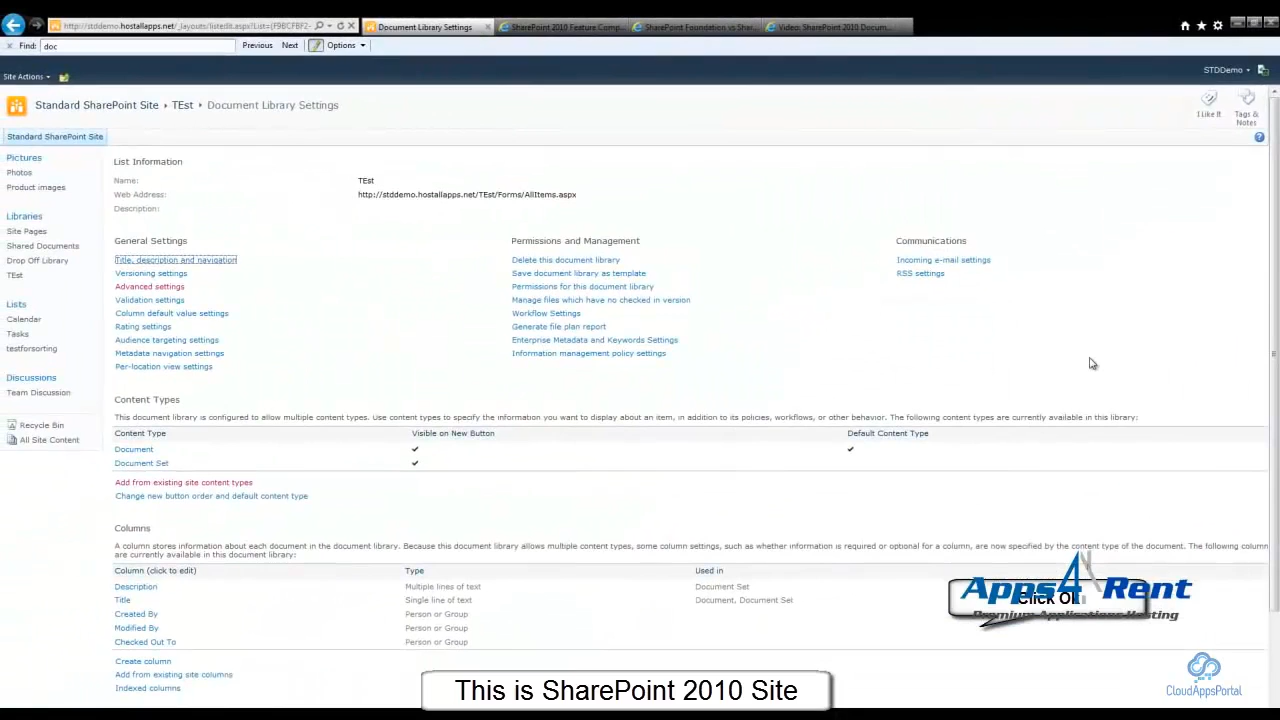 http://stddemo.hostallapps.net/_layouts/listedit.aspx?List={F9BCFBF2-
Document Library Settings
SharePoint 2010 Feature Comp...
SharePoint Foundation vs Shar...
Video: SharePoint 2010 Docum...
Find: doc
Previous Next Options
Site Actions
STDDemo
Standard SharePoint Site TEst Document Library Settings
I Like It
Tags & Notes
Standard SharePoint Site
Pictures
Photos
Product images
Libraries
Site Pages
Shared Documents
Drop Off Library
TEst
Lists
Calendar
Tasks
testforsorting
Discussions
Team Discussion
Recycle Bin
All Site Content
List Information
Name: TEst
Web Address: http://stddemo.hostallapps.net/TEst/Forms/AllItems.aspx
Description:
General Settings
Title, description and navigation
Versioning settings
Advanced settings
Validation settings
Column default value settings
Rating settings
Audience targeting settings
Metadata navigation settings
Per-location view settings
Permissions and Management
Delete this document library
Save document library as template
Permissions for this document library
Manage files which have no checked in version
Workflow Settings
Generate file plan report
Enterprise Metadata and Keywords Settings
Information management policy settings
Communications
Incoming e-mail settings
RSS settings
Content Types
This document library is configured to allow multiple content types. Use content types to specify the information you want to display about an item, in addition to its policies, workflows, or other behavior. The following content types are currently available in this library:
Content Type Visible on New Button Default Content Type
Document
Document Set
Add from existing site content types
Change new button order and default content type
Columns
A column stores information about each document in the document library. Because this document library allows multiple content types, some column settings, such as whether information is required or optional for a column, are now specified by the content type of the document. The following column
are currently available in this document library:
Column (click to edit) Type Used in
Description Multiple lines of text Document Set
Title Single line of text Document, Document Set
Created By Person or Group
Modified By Person or Group
Checked Out To Person or Group
Create column
Add from existing site columns
Indexed columns
Apps4Rent
Click
Premium Applications Hosting
CloudAppsPortal
This is SharePoint 2010 Site